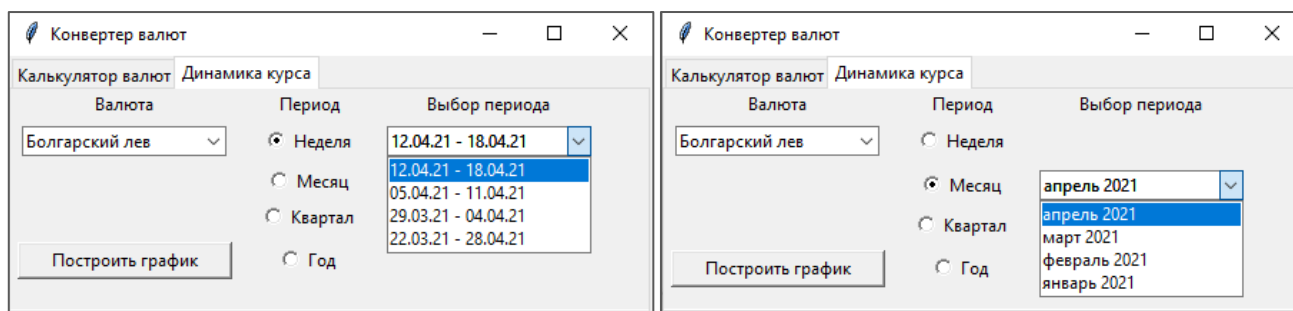 Конвертер валют
Калькулятор валют Динамика курса
Валюта Период Выбор периода
Болгарский лев Неделя 12.04.21 - 18.04.21
12.04.21 - 18.04.21
Месяц 05.04.21 - 11.04.21
Квартал 29.03.21 - 04.04.21
22.03.21 - 28.04.21
Построить график Год
Конвертер валют
Калькулятор валют Динамика курса
Валюта Период Выбор периода
Болгарский лев Неделя
Месяц апрель 2021
апрель 2021
Квартал март 2021
февраль 2021
Построить график Год январь 2021